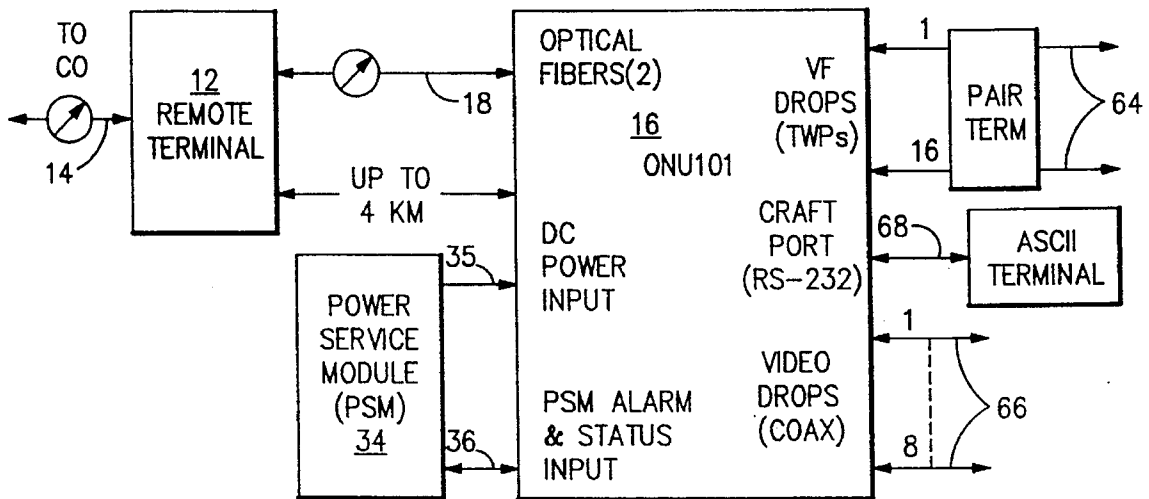 TO
CO
14
12
REMOTE
TERMINAL
18
UP TO
4 KM
35
POWER
SERVICE
MODULE
(PSM)
34
36
OPTICAL
FIBERS(2)
16
ONU101
DC
POWER
INPUT
PSM ALARM
& STATUS
INPUT
VF
DROPS
(TWPs)
CRAFT
PORT
(RS-232)
VIDEO
DROPS
(COAX)
1
16
PAIR
TERM
64
68
ASCII
TERMINAL
1
8
66